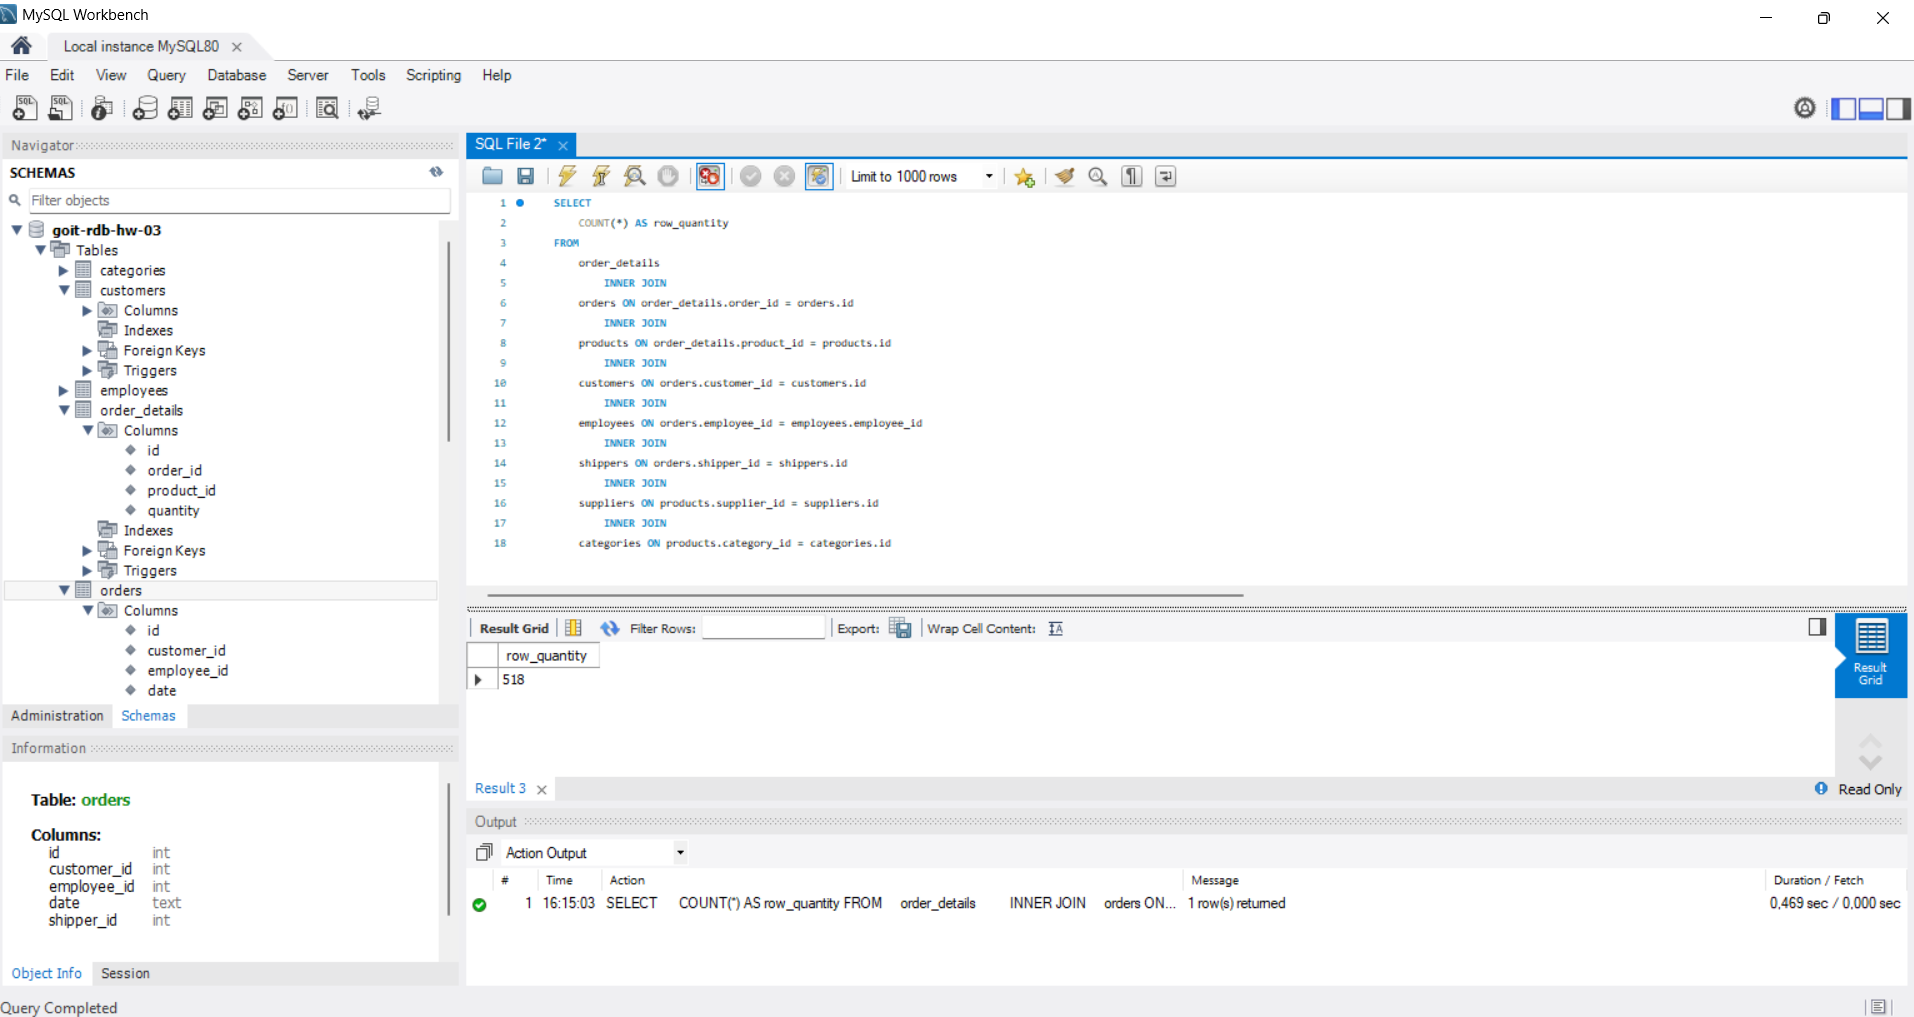 MySQL Workbench
Local instance MySQL80
File Edit View Query Database Server Tools Scripting Help
Navigator
SCHEMAS
Filter objects
goit-rdb-hw-03
Tables
categories
customers
Columns
Indexes
Foreign Keys
Triggers
employees
order_details
Columns
id
order_id
product_id
quantity
Indexes
Foreign Keys
Triggers
orders
Columns
id
customer_id
employee_id
date
Administration Schemas
Information
Table: orders
Columns:
id int
customer_id int
employee_id int
date text
shipper_id int
Object Info Session
Query Completed
SQL File 2*
Limit to 1000 rows
1 SELECT
2 COUNT(*) AS row_quantity
3 FROM
4 order_details
5 INNER JOIN
6 orders ON order_details.order_id = orders.id
7 INNER JOIN
8 products ON order_details.product_id = products.id
9 INNER JOIN
10 customers ON orders.customer_id = customers.id
11 INNER JOIN
12 employees ON orders.employee_id = employees.employee_id
13 INNER JOIN
14 shippers ON orders.shipper_id = shippers.id
15 INNER JOIN
16 suppliers ON products.supplier_id = suppliers.id
17 INNER JOIN
18 categories ON products.category_id = categories.id
Result Grid Filter Rows: Export: Wrap Cell Content:
row_quantity
518
Result
Grid
Result 3
Read Only
Output
Action Output
# Time Action Message Duration / Fetch
1 16:15:03 SELECT COUNT(*) AS row_quantity FROM order_details INNER JOIN orders ON... 1 row(s) returned 0,469 sec / 0,000 sec